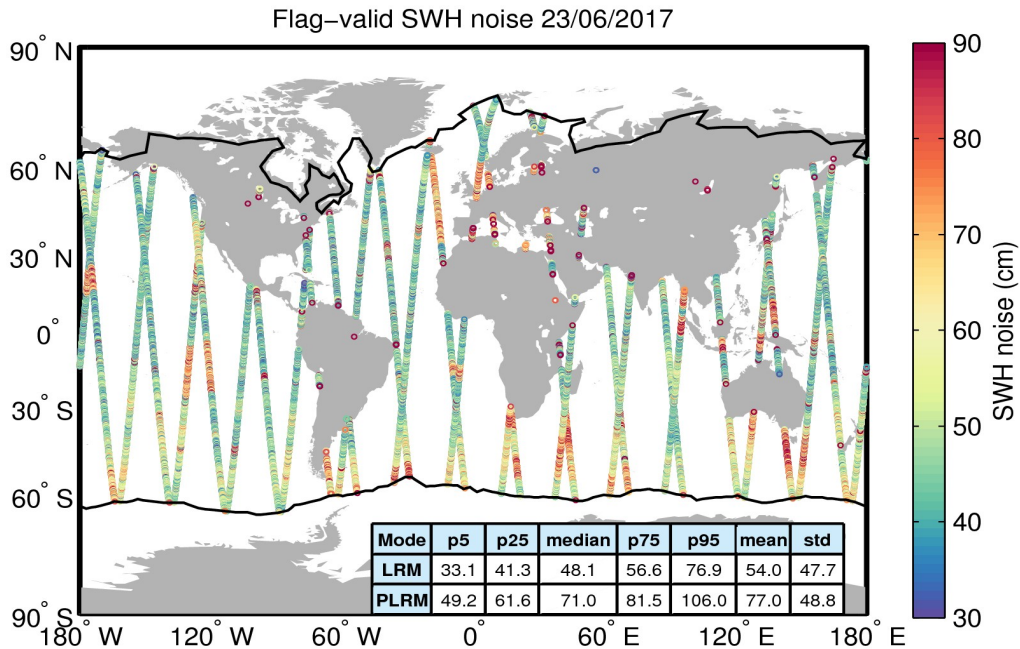 Flag−valid SWH noise 23/06/2017
90° N
60° N
30° N
0°
30° S
60° S
90° S
180° W
120° W
60° W
0°
60° E
120° E
180° E
Mode p5 p25 median p75 p95 mean std
LRM 33.1 41.3 48.1 56.6 76.9 54.0 47.7
PLRM 49.2 61.6 71.0 81.5 106.0 77.0 48.8
90
80
70
60
50
40
30
SWH noise (cm)